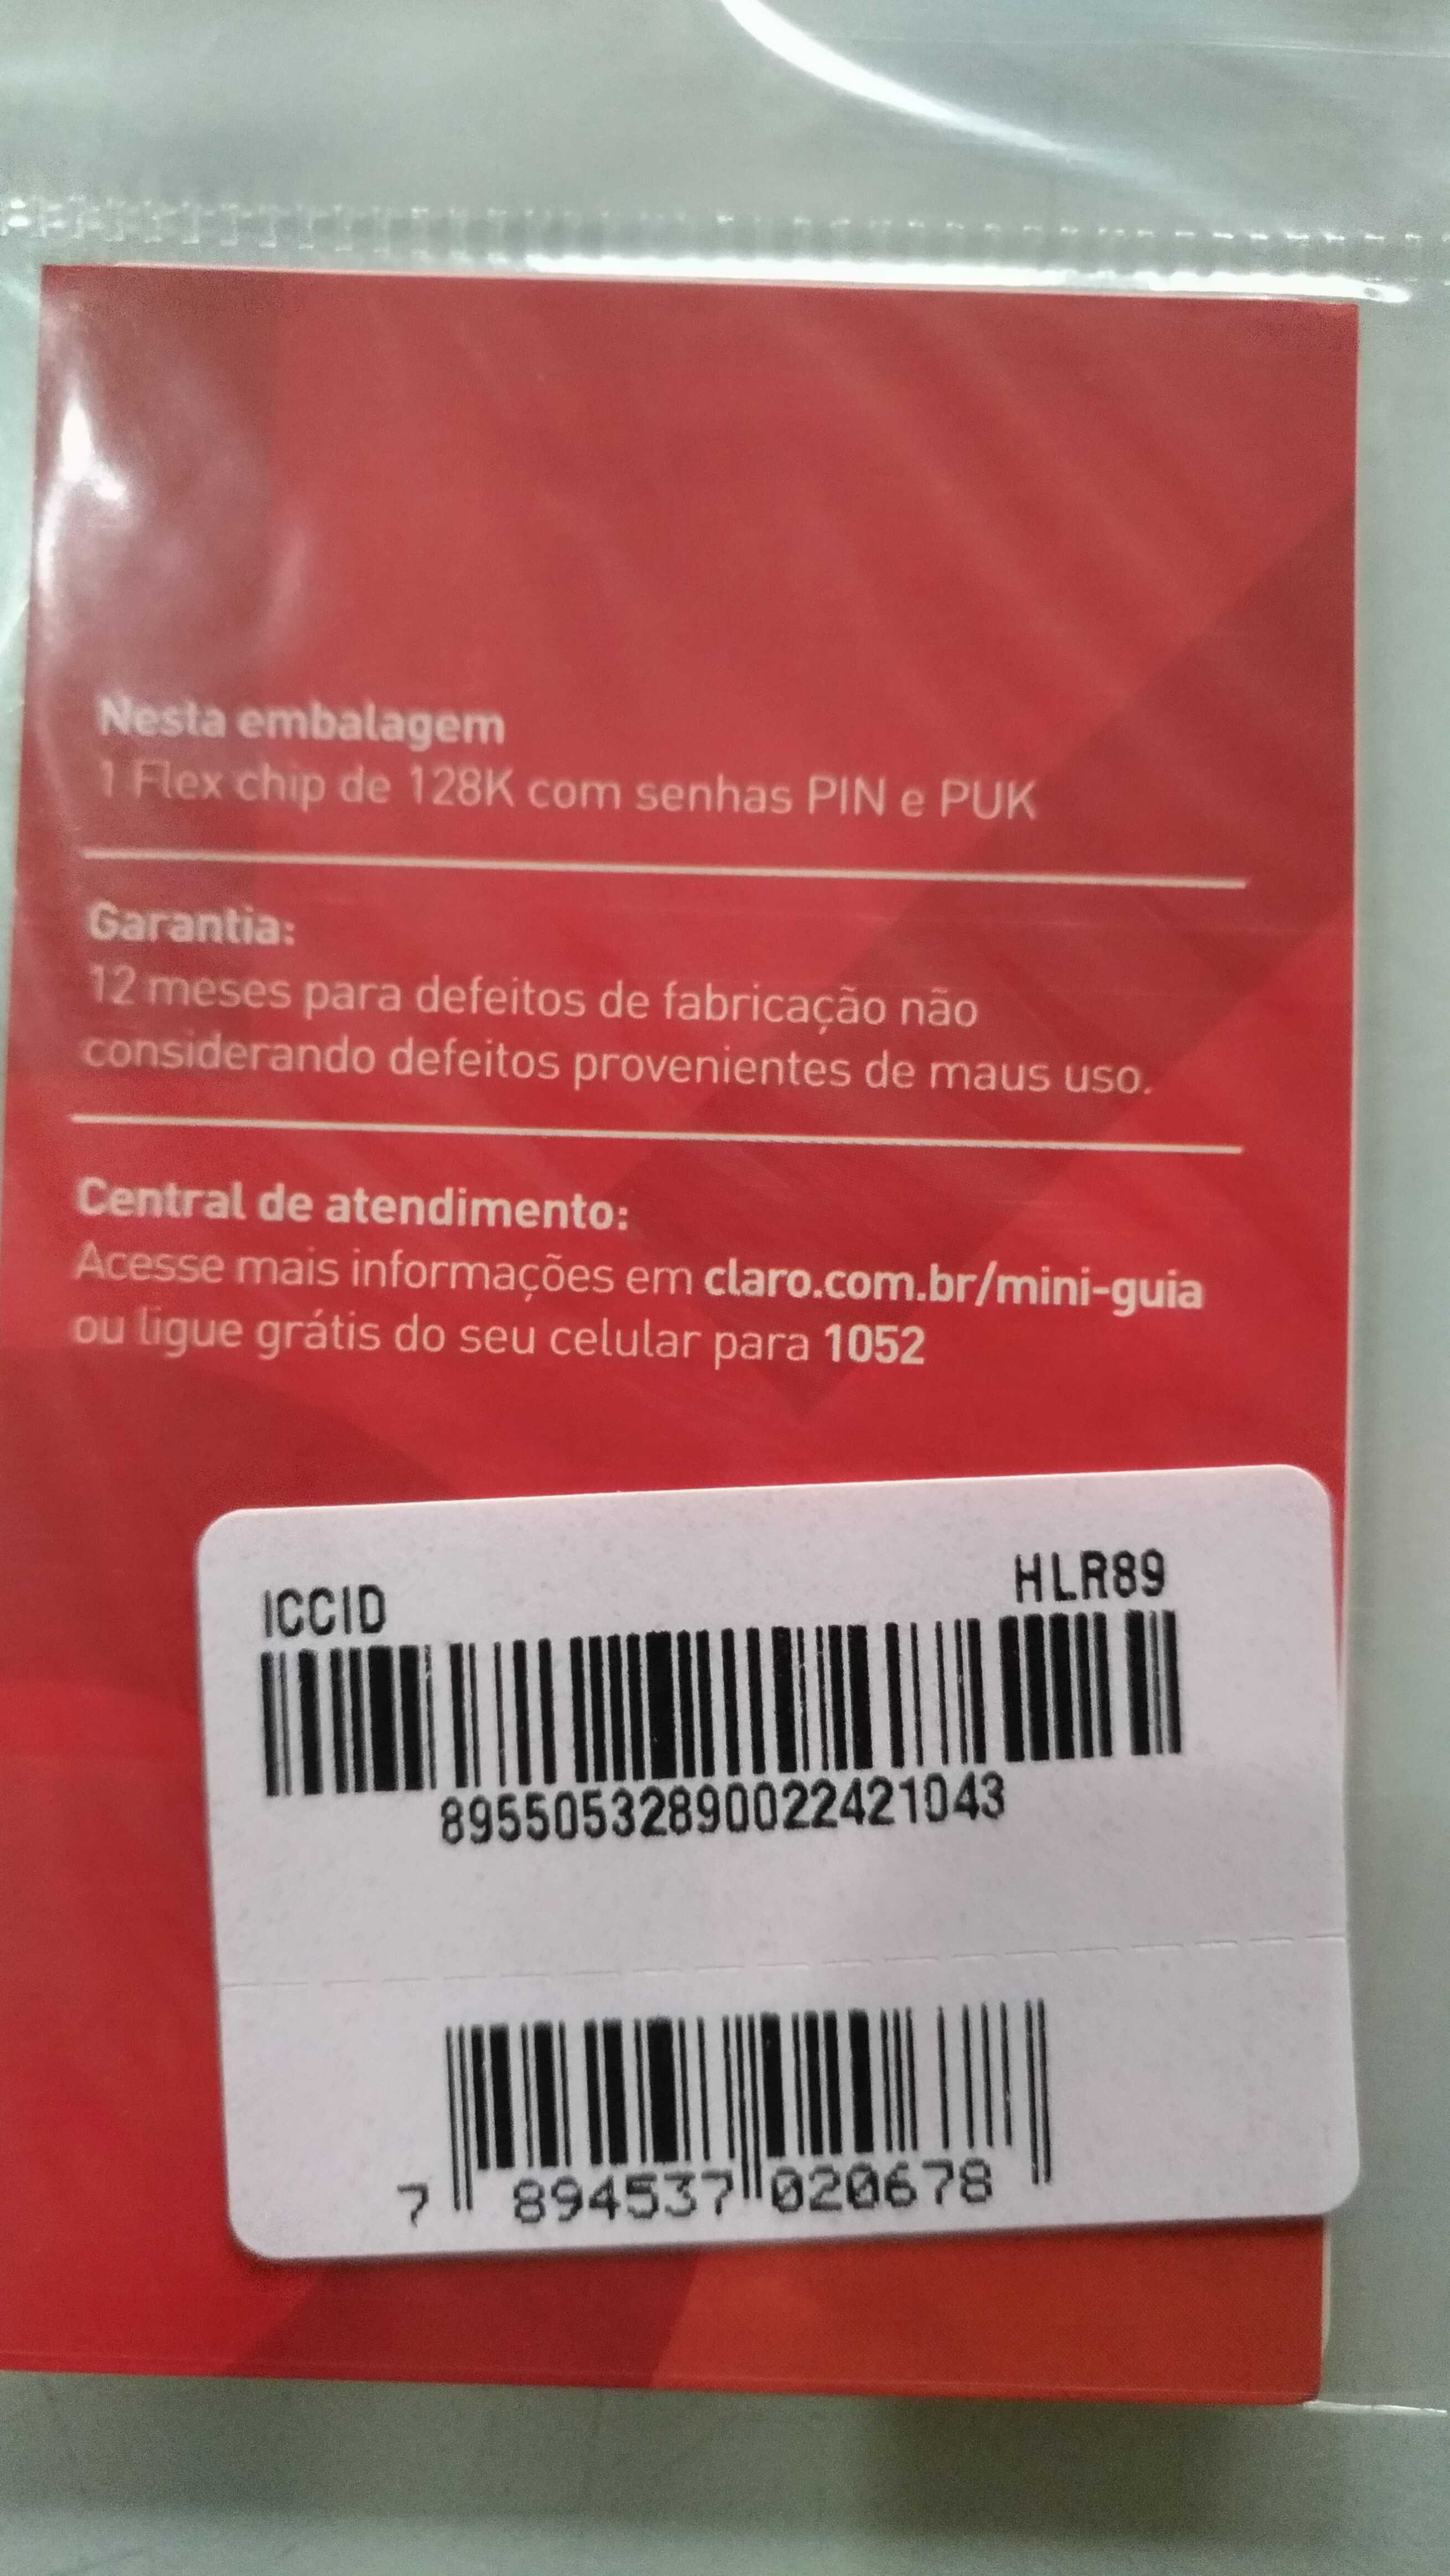 Nesta embalagem
1 Flex chip de 128K com senhas PIN e PUK
Garantia:
12 meses para defeitos de fabricação não
considerando defeitos provenientes de maus uso.
Central de atendimento:
Acesse mais informações em claro.com.br/mini-guia
ou ligue grátis do seu celular para 1052
ICCID HLR89
89550532890022421043
7 894537 020678